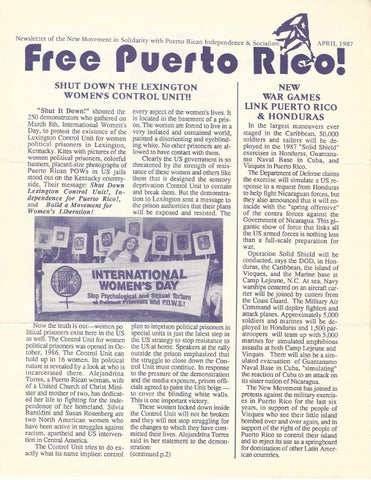 Newsletter of the New Movement in Solidarity with Puerto Rican Independence & Socialism
APRIL 1987
Free Puerto Rico!
SHUT DOWN THE LEXINGTON
WOMEN'S CONTROL UNIT!!
"Shut It Down!" shouted the
250 demonstrators who gathered on
March 8th, International Women's
Day, to protest the existence of the
Lexington Control Unit for women
political prisoners in Lexington,
Kentucky. Kites with pictures of the
women political prisoners, colorful
banners, placard-size photographs of
Puerto Rican POWs in US jails
stood out on the Kentucky country-
side. Their message: Shut Down
Lexington Control Unit!, In-
dependence for Puerto Rico!,
and Build a Movement for
Women's Liberation!
every aspect of the women's lives. It
is located in the basement of a pris-
on. The women are forced to live in a
very isolated and contained world,
painted a disorienting and eyeblind-
ing white. No other prisoners are al-
lowed to have contact with them.
Clearly the US government is so
threatened by the strength of resis-
tance of these women and others like
them that it designed the sensory
deprivation Control Unit to contain
and break them. But the demonstra-
tion in Lexington sent a message to
the prison authorities that their plans
will be exposed and resisted. The
INTERNATIONAL
WOMEN'S DAY
Stop Psychological and Sexual Torture
of Political Prisoners and P.O.W.s!
Now the truth is out—women po-
litical prisoners exist here in the US
as well. The Control Unit for women
political prisoners was opened in Oc-
tober, 1986. The Control Unit can
hold up to 16 women. Its political
nature is revealed by a look at who is
incarcerated there. Alejandrina
Torres, a Puerto Rican woman, wife
of a United Church of Christ Mini-
ster and mother of two, has dedicat-
ed her life to fighting for the inde-
pendence of her homeland. Silvia
Baraldini and Susan Rosenberg are
two North American women who
have been active in struggles against
racism, apartheid and US interven-
tion in Central America.
The Control Unit tries to do ex-
actly what its name implies: control
plan to imprison political prisoners in
special units is just the latest step in
the US strategy to stop resistance to
the US at home. Speakers at the rally
outside the prison emphasized that
the struggle to close down the Con-
trol Unit must continue. In response
to the pressure of the demonstration
and the media exposure, prison offi-
cials agreed to paint the Unit beige —
to cover the blinding white walls.
This is one important victory.
These women locked down inside
the Control Unit will not be broken
and they will not stop struggling for
the changes to which they have com-
mitted their lives. Alejandrina Torres
said in her statement to the demon-
stration:
(continued p.2)
NEW
WAR GAMES
LINK PUERTO RICO
& HONDURAS
In the largest maneuvers ever
staged in the Caribbean, 50,000
soldiers and sailors will be de-
ployed in the 1987 "Solid Shield"
exercises in Honduras, Guantana-
mo Naval Base in Cuba, and
Vieques in Puerto Rico.
The Department of Defense claims
the exercise will simulate a US re-
sponse to a request from Honduras
to help fight Nicaraguan forces, but
they also announced that it will co-
incide with the "spring offensive"
of the contra forces against the
Government of Nicaragua. This gi-
gantic show of force that links all
the US armed forces is nothing less
than a full-scale preparation for
war.
Operation Solid Shield will be
conducted, says the DOD, in Hon-
duras, the Caribbean, the island of
Vieques, and the Marine base at
Camp Lejeune, N.C. At sea, Navy
warships centered on an aircraft car-
rier will be joined by cutters from
the Coast Guard. The Military Air
Command will deploy fighters and
attack planes. Approximately 5,000
soldiers and marines will be de-
ployed in Honduras and 1,500 par-
atroopers will team up with 5,000
marines for simulated amphibious
assaults at both Camp Lejeune and
Vieques. There will also be a sim-
ulated evacuation of Guantanamo
Naval Base in Cuba, "simulating"
the reaction of Cuba to an attack on
its sister nation of Nicaragua.
The New Movement has joined in
protests against the military exercis-
es in Puerto Rico for the last six
years, in support of the people of
Vieques who see their little island
bombed over and over again, and in
support of the right of the people of
Puerto Rico to control their island
and to reject its use as a springboard
for domination of other Latin Amer-
ican countries.